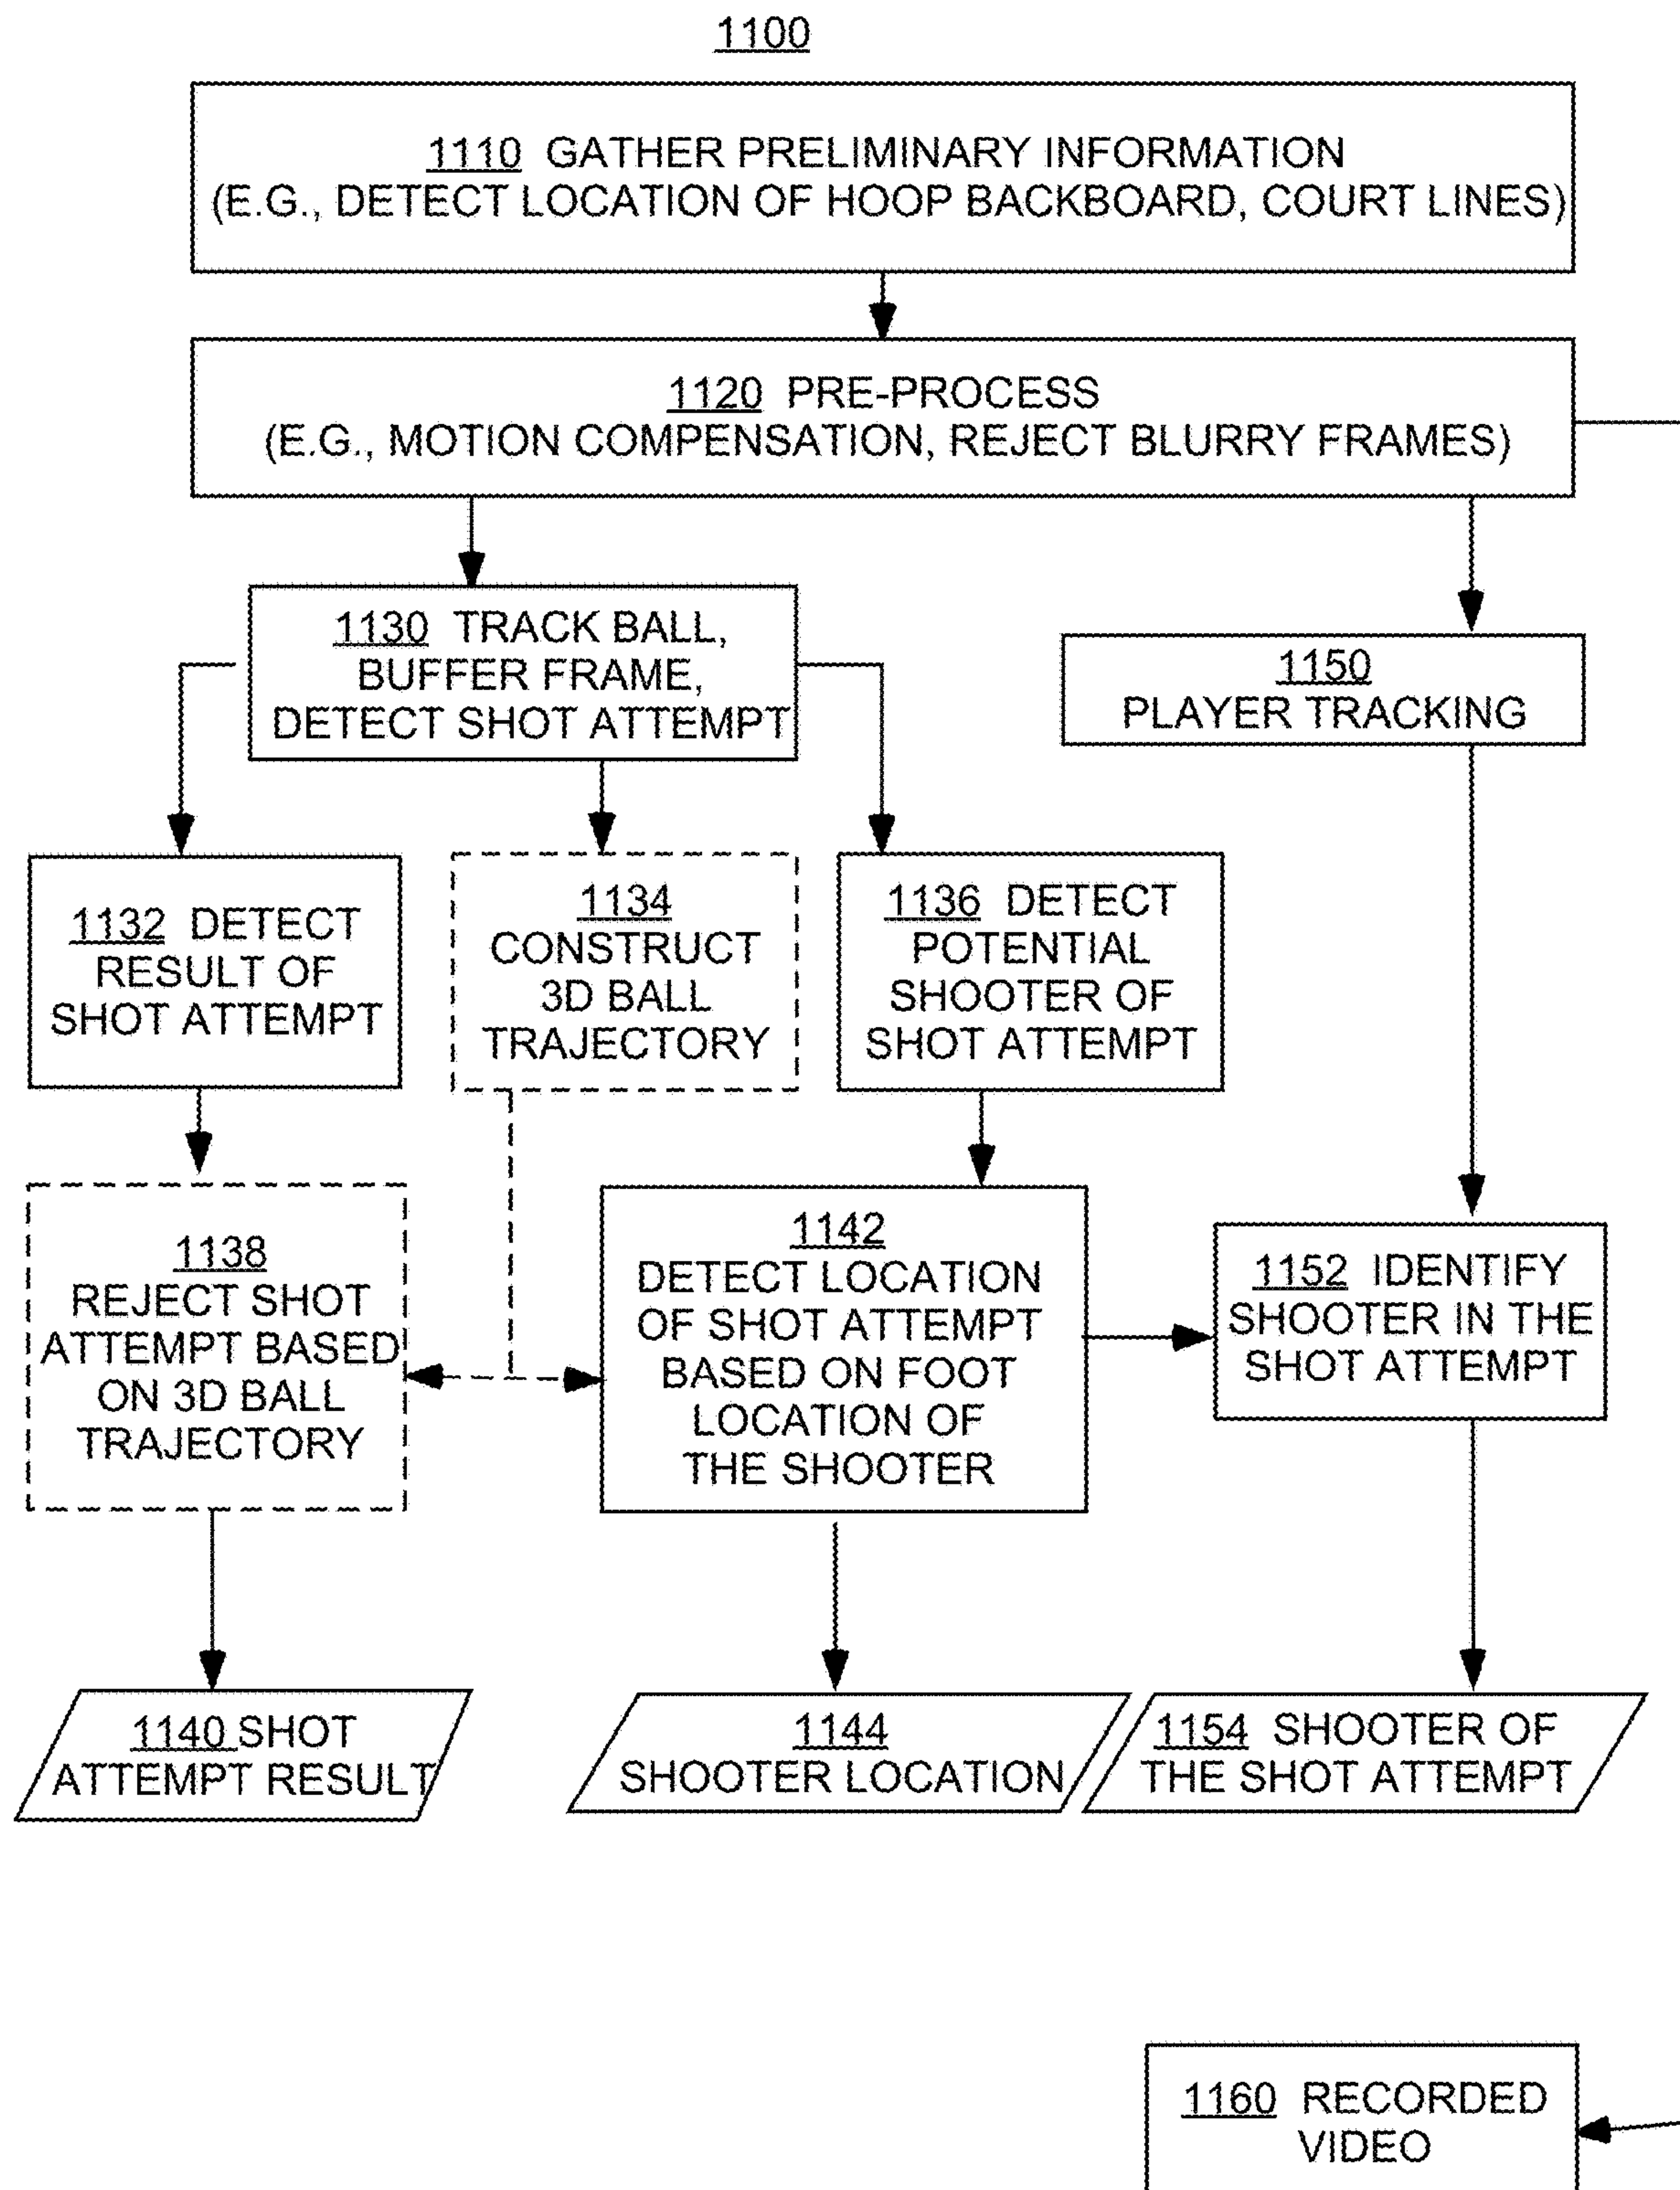 1100
1110 GATHER PRELIMINARY INFORMATION
(E.G., DETECT LOCATION OF HOOP BACKBOARD, COURT LINES)
1120 PRE-PROCESS
(E.G., MOTION COMPENSATION, REJECT BLURRY FRAMES)
1130 TRACK BALL,
BUFFER FRAME,
DETECT SHOT ATTEMPT
1150
PLAYER TRACKING
1132 DETECT
RESULT OF
SHOT ATTEMPT
1134
CONSTRUCT
3D BALL
TRAJECTORY
1136 DETECT
POTENTIAL
SHOOTER OF
SHOT ATTEMPT
1138
REJECT SHOT
ATTEMPT BASED
ON 3D BALL
TRAJECTORY
1142
DETECT LOCATION
OF SHOT ATTEMPT
BASED ON FOOT
LOCATION OF
THE SHOOTER
1152 IDENTIFY
SHOOTER IN THE
SHOT ATTEMPT
1140 SHOT
ATTEMPT RESULT
1144
SHOOTER LOCATION
1154 SHOOTER OF
THE SHOT ATTEMPT
1160 RECORDED
VIDEO